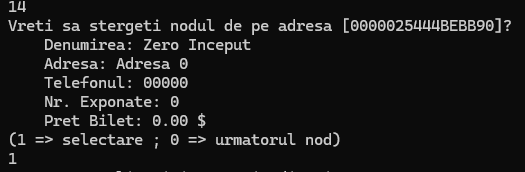 14
Vreti sa stergeti nodul de pe adresa [0000025444BEBB90]?
Denumirea: Zero Inceput
Adresa: Adresa 0
Telefonul: 00000
Nr. Exponate: 0
Pret Bilet: 0.00 $
(1 => selectare ; 0 => urmatorul nod)
1